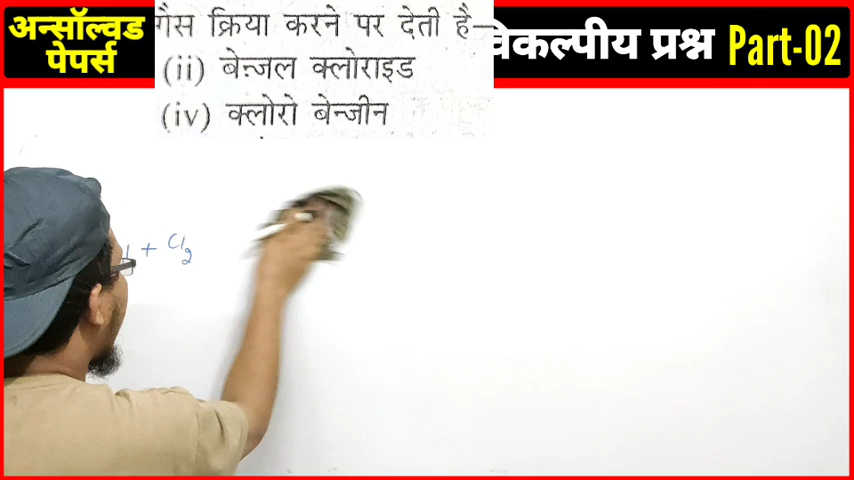 अन्सॉल्वड
पेपर्स
गैस क्रिया करने पर देती है—
(ii) बेन्जल क्लोराइड
(iv) क्लोरो बेन्जीन
विकल्पीय प्रश्न Part-02
+ Cl2